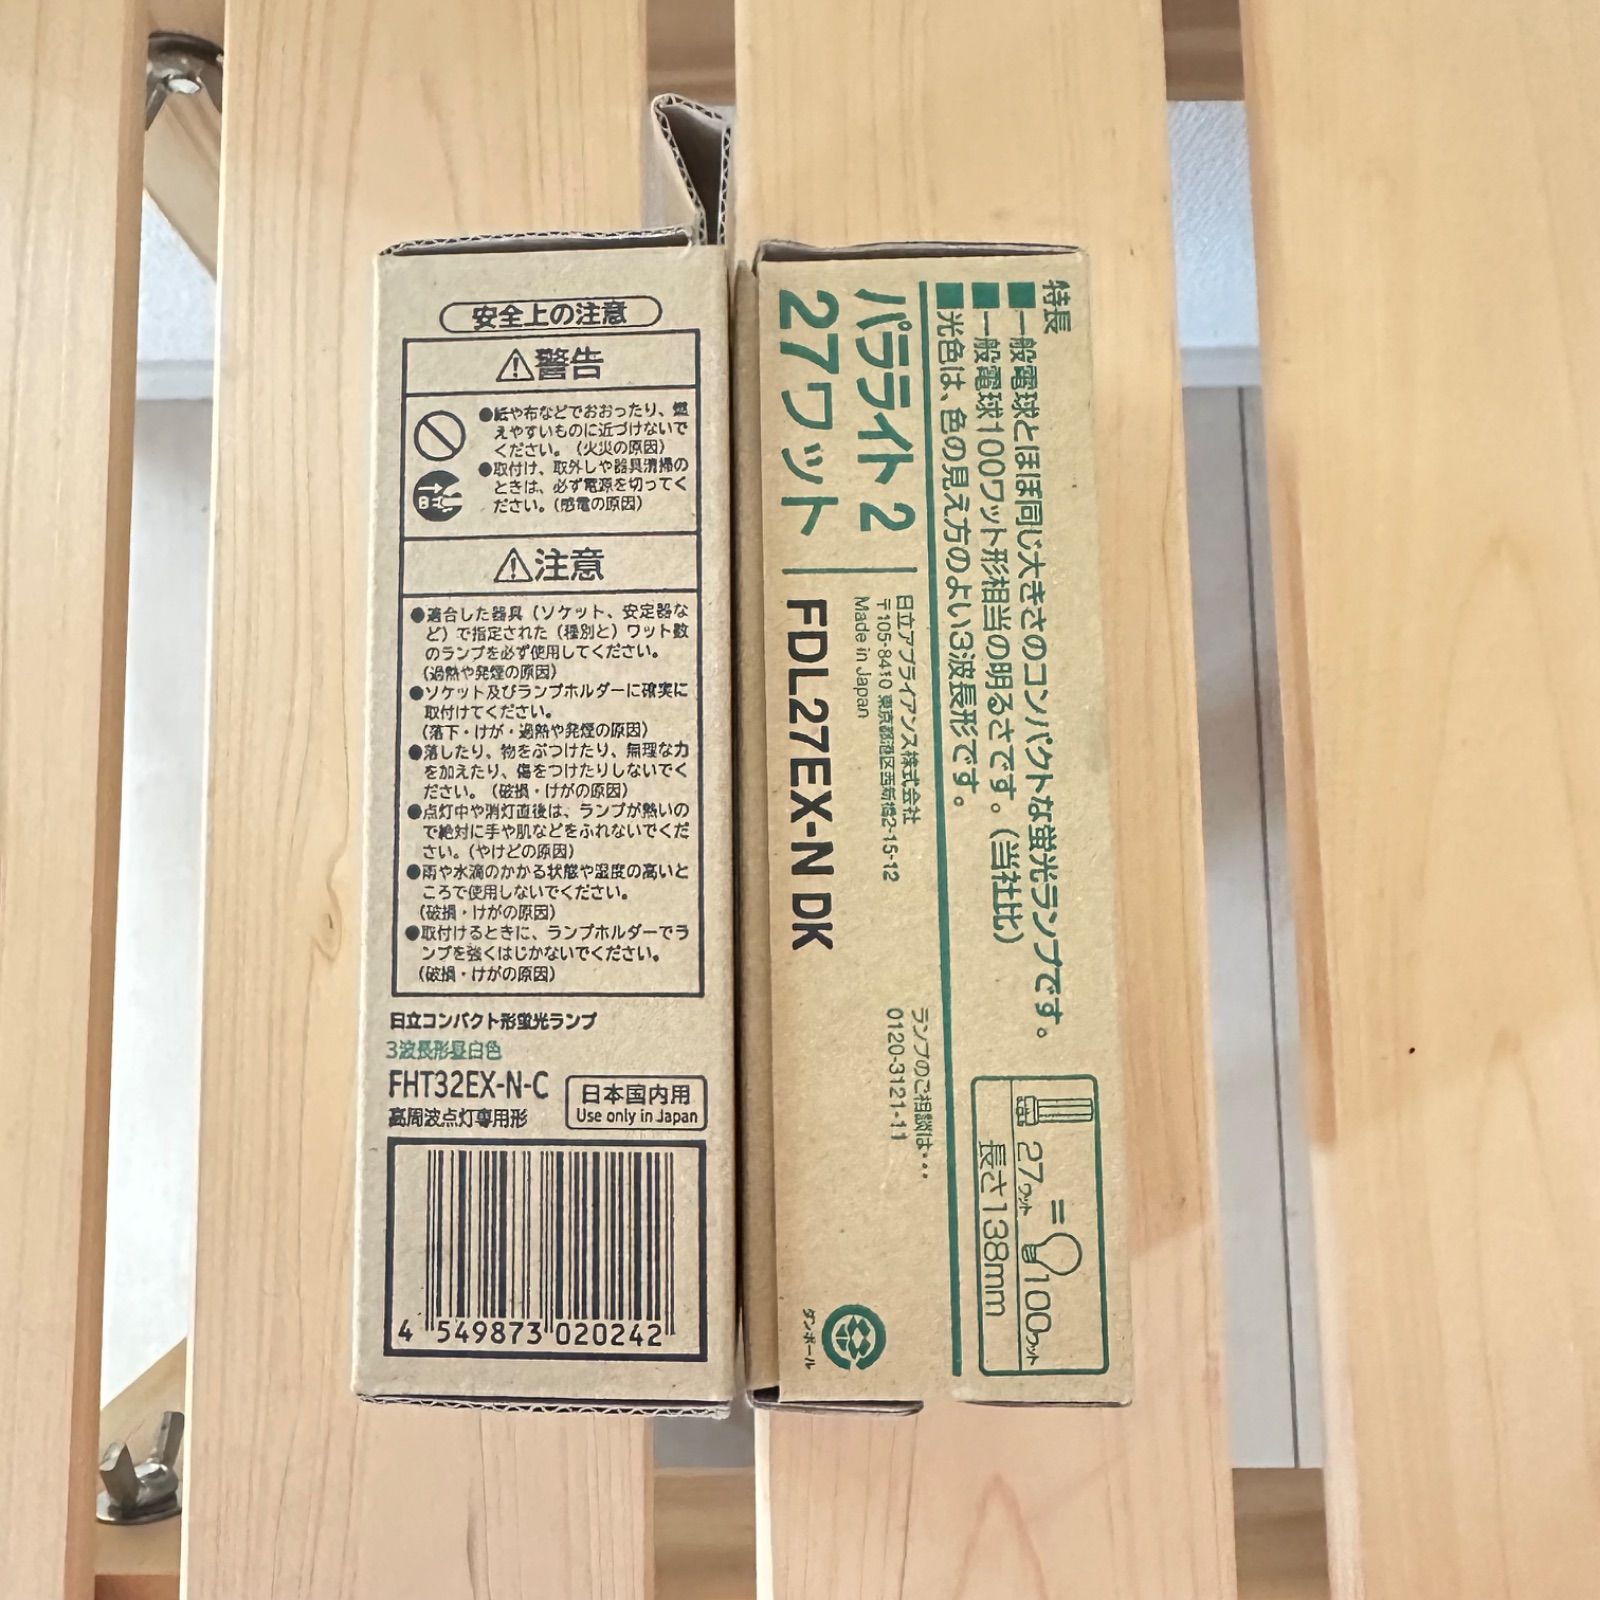 安全上の注意
⚠警告
●紙や布などでおおったり、燃
えやすいものに近づけないで
ください。(火災の原因)
●取付け、取外しや器具清掃の
ときは、必ず電源を切ってく
ださい。(感電の原因)
⚠注意
●適合した器具(ソケット、安定器な
ど)で指定された(種別と)ワット数
のランプを必ず使用してください。
(過熱や発煙の原因)
●ソケット及びランプホルダーに確実に
取付けてください。
(落下・けが・過熱や発煙の原因)
●落したり、物をぶつけたり、無理な力
を加えたり、傷をつけたりしないでく
ださい。(破損・けがの原因)
●点灯中や消灯直後は、ランプが熱いの
で絶対に手や肌などをふれないでくだ
さい。(やけどの原因)
●雨や水滴のかかる状態や湿度の高いと
ころで使用しないでください。
(破損・けがの原因)
●取付けるときに、ランプホルダーでラ
ンプを強くはじかないでください。
(破損・けがの原因)
日立コンパクト形蛍光ランプ
3波長形昼白色
FHT32EX-N-C
高周波点灯専用形
日本国内用
Use only in Japan
4 549873 020242
特長
■一般電球とほぼ同じ大きさのコンパクトな蛍光ランプです。
■一般電球100ワット形相当の明るさです。(当社比)
■光色は、色の見え方のよい3波長形です。
パラライト2
27ワット
FDL27EX-N DK
日立アプライアンス株式会社
〒105-8410 東京都港区西新橋2-15-12
Made in Japan
ランプのご相談は…
0120-3121-11
27ワット=100ワット
長さ138mm
ダンボール